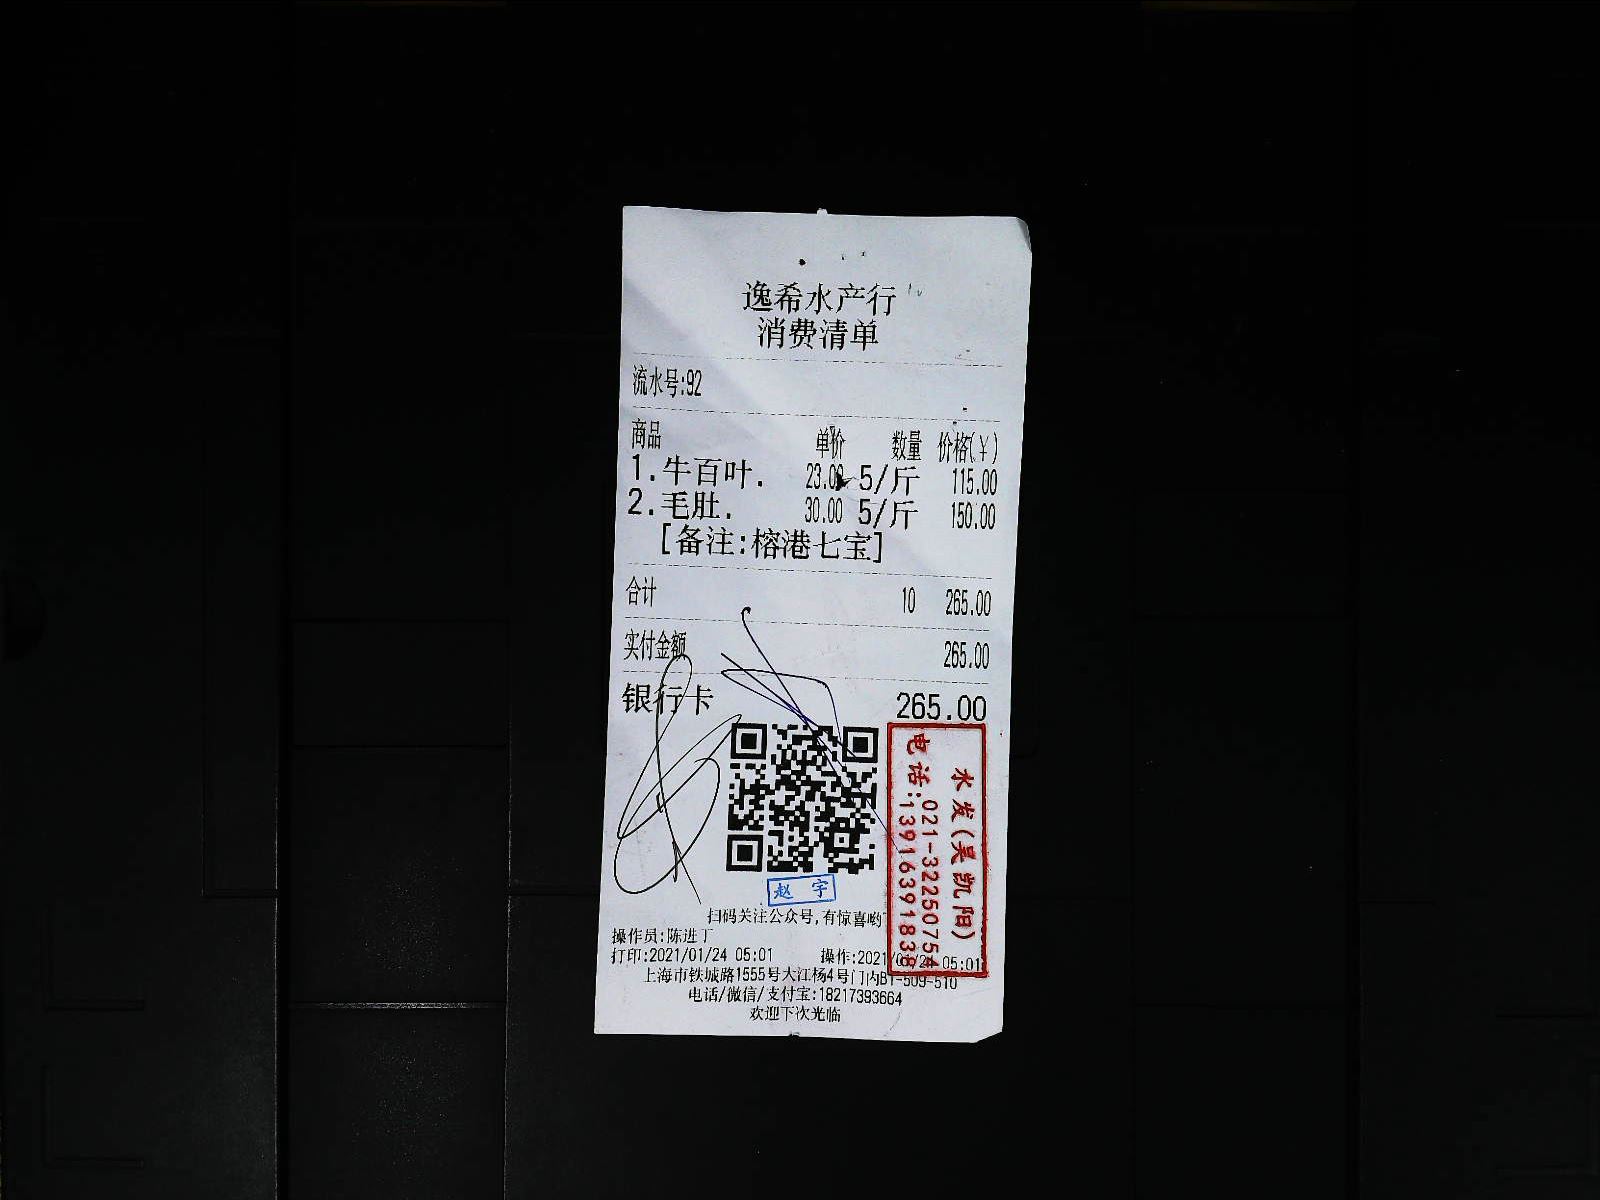 逸希水产行
消费清单
流水号:92
商品 单价 数量 价格(¥)
1.牛百叶. 23.00 5/斤 115.00
2.毛肚. 30.00 5/斤 150.00
[备注:榕港七宝]
合计 10 265.00
实付金额 265.00
银行卡 265.00
水发(吴凯阳)
电话:021-32250754
13916391838
赵宇
扫码关注公众号,有惊喜哟
操作员:陈进丁
打印:2021/01/24 05:01 操作:2021/01/24 05:01
上海市铁城路1555号大江杨4号门内B1-509-510
电话/微信/支付宝:18217393664
欢迎下次光临